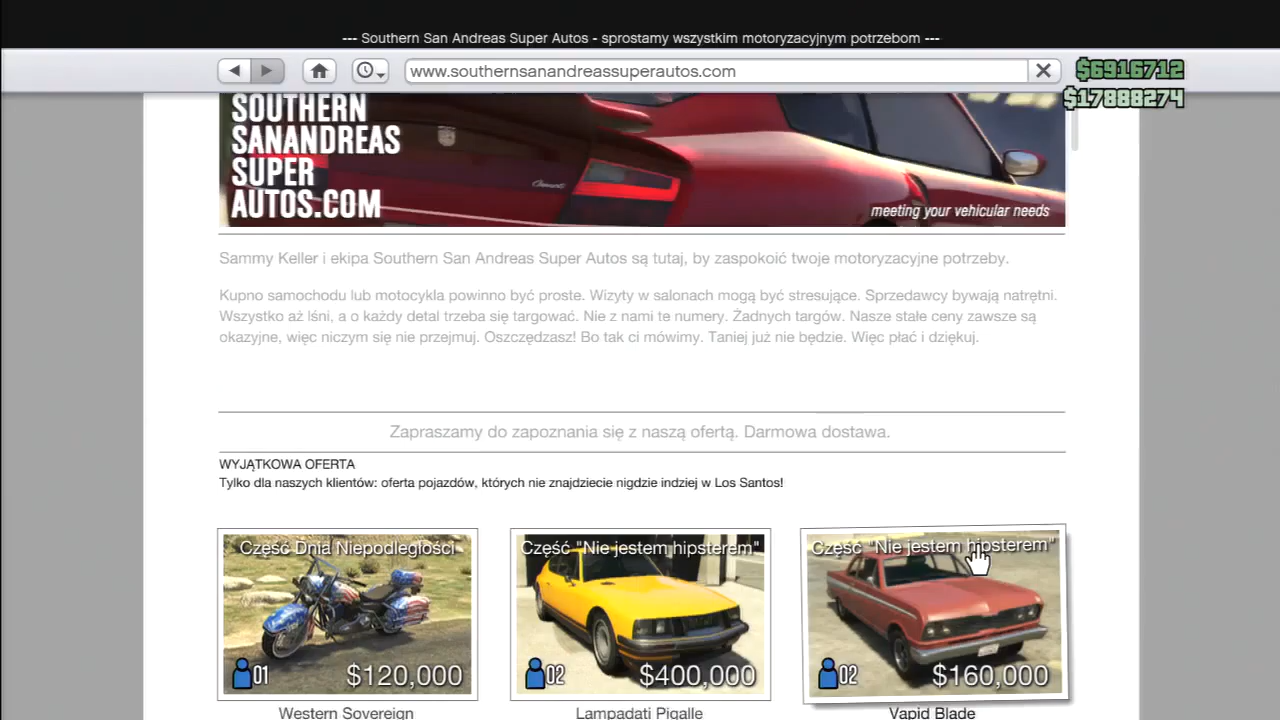 --- Southern San Andreas Super Autos - sprostamy wszystkim motoryzacyjnym potrzebom ---
www.southernsanandreassuperautos.com
$6916712
$17888274
SOUTHERN
SANANDREAS
SUPER
AUTOS.COM
meeting your vehicular needs
Sammy Keller i ekipa Southern San Andreas Super Autos są tutaj, by zaspokoić twoje motoryzacyjne potrzeby.
Kupno samochodu lub motocykla powinno być proste. Wizyty w salonach mogą być stresujące. Sprzedawcy bywają natrętni.
Wszystko aż lśni, a o każdy detal trzeba się targować. Nie z nami te numery. Żadnych targów. Nasze stałe ceny zawsze są
okazyjne, więc niczym się nie przejmuj. Oszczędzasz! Bo tak ci mówimy. Taniej już nie będzie. Więc płać i dziękuj.
Zapraszamy do zapoznania się z naszą ofertą. Darmowa dostawa.
WYJĄTKOWA OFERTA
Tylko dla naszych klientów: oferta pojazdów, których nie znajdziecie nigdzie indziej w Los Santos!
Część Dnia Niepodległości
01 $120,000
Western Sovereign
Część "Nie jestem hipsterem"
02 $400,000
Lampadati Pigalle
Część "Nie jestem hipsterem"
02 $160,000
Vapid Blade